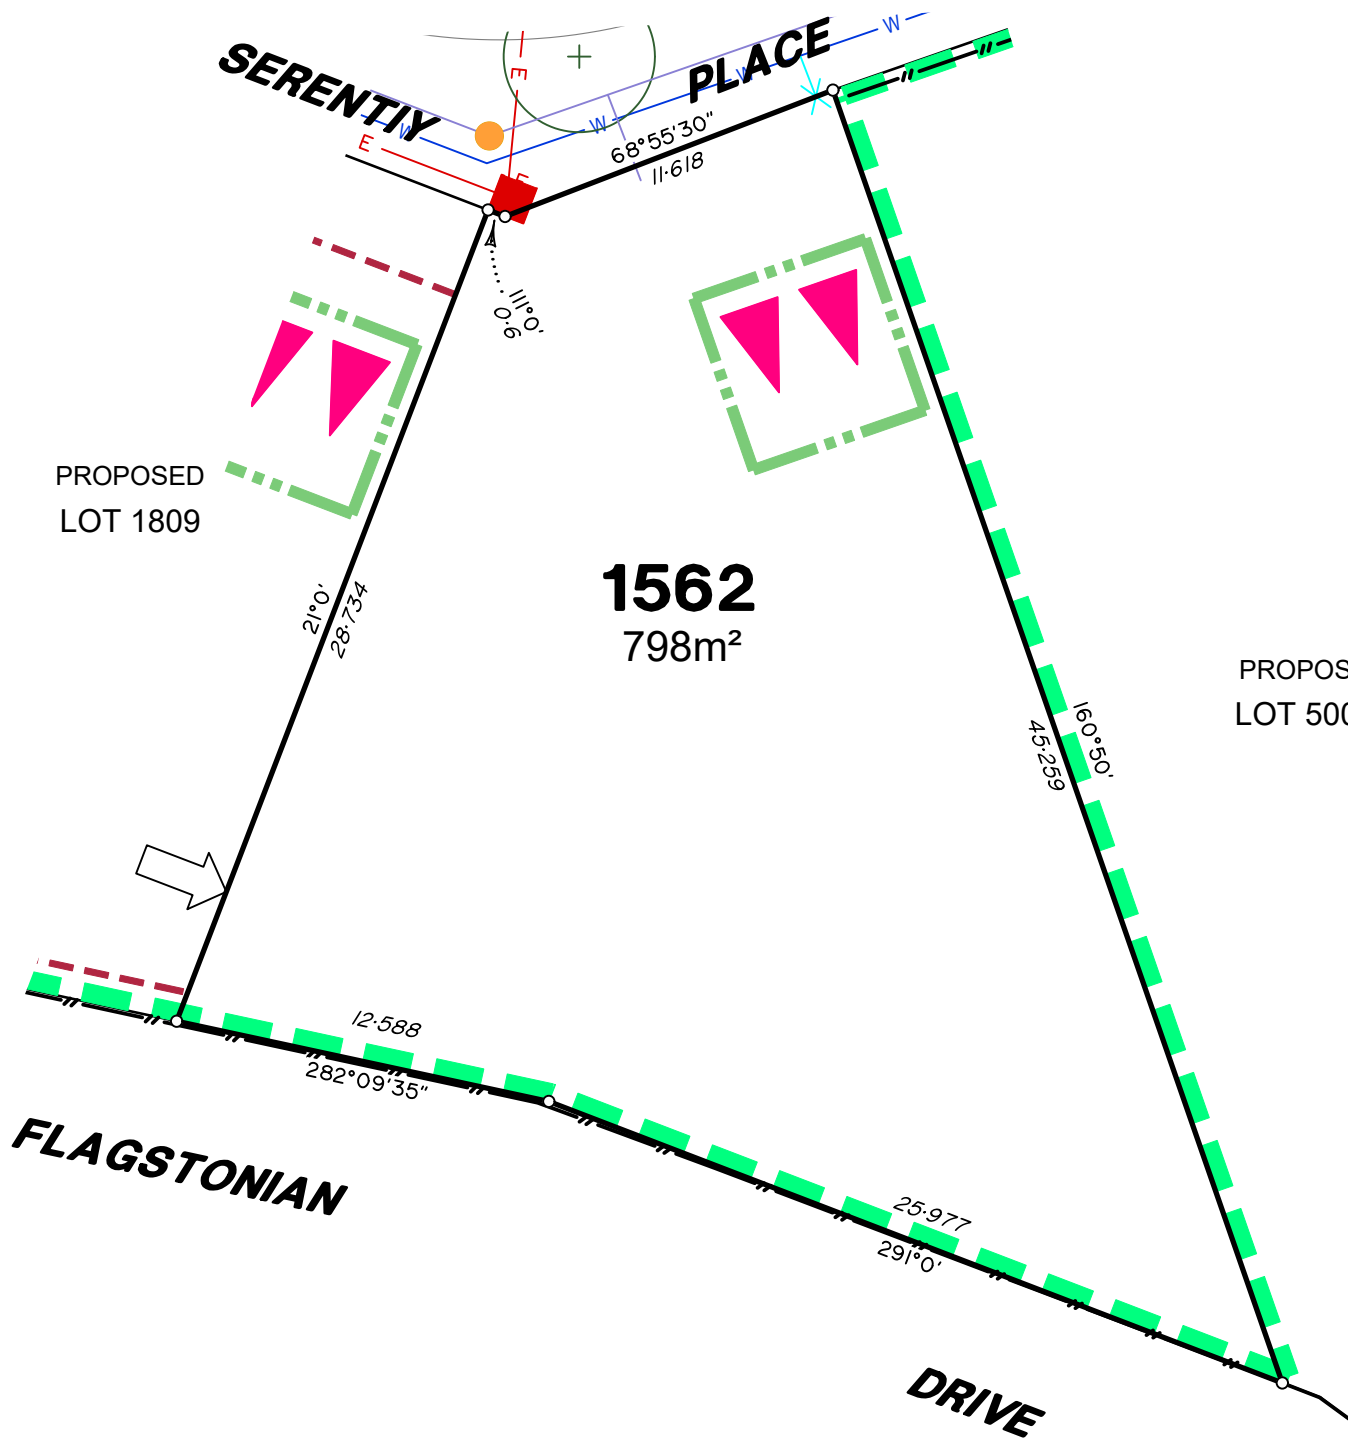 SERENTIY
PLACE
W
W
W
W
E
E
E
68°55'30"
11·618
111°0'
0·6
PROPOSED
LOT 1809
21°0'
28·734
1562
798m²
PROPOS
LOT 500
160°50'
45·259
12·588
282°09'35"
FLAGSTONIAN
25·977
291°0'
DRIVE